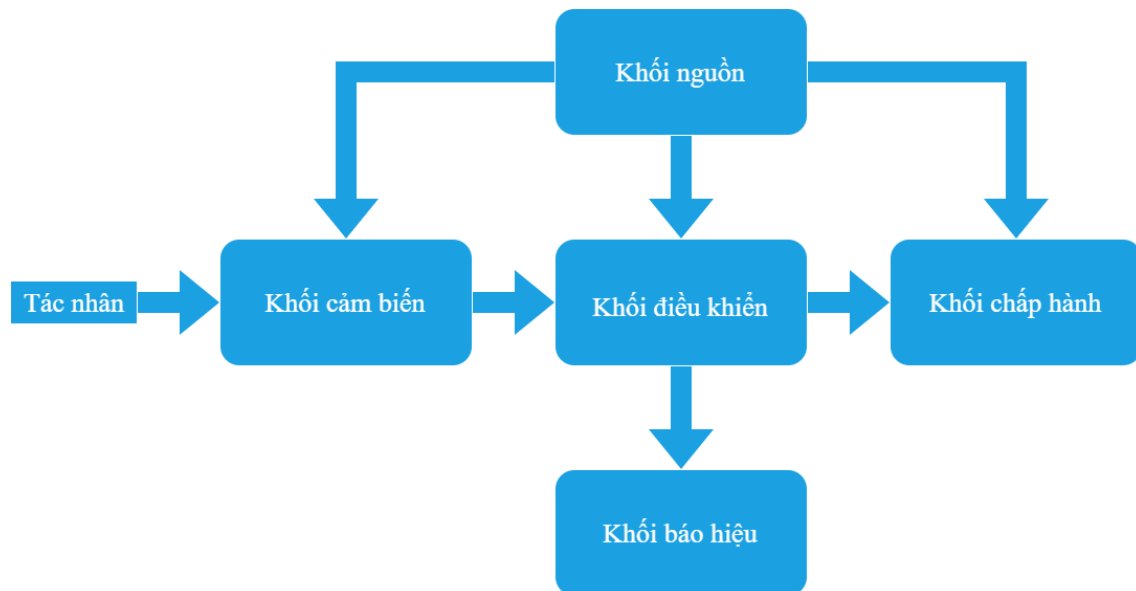 Khối nguồn
Tác nhân
Khối cảm biến
Khối điều khiển
Khối chấp hành
Khối báo hiệu